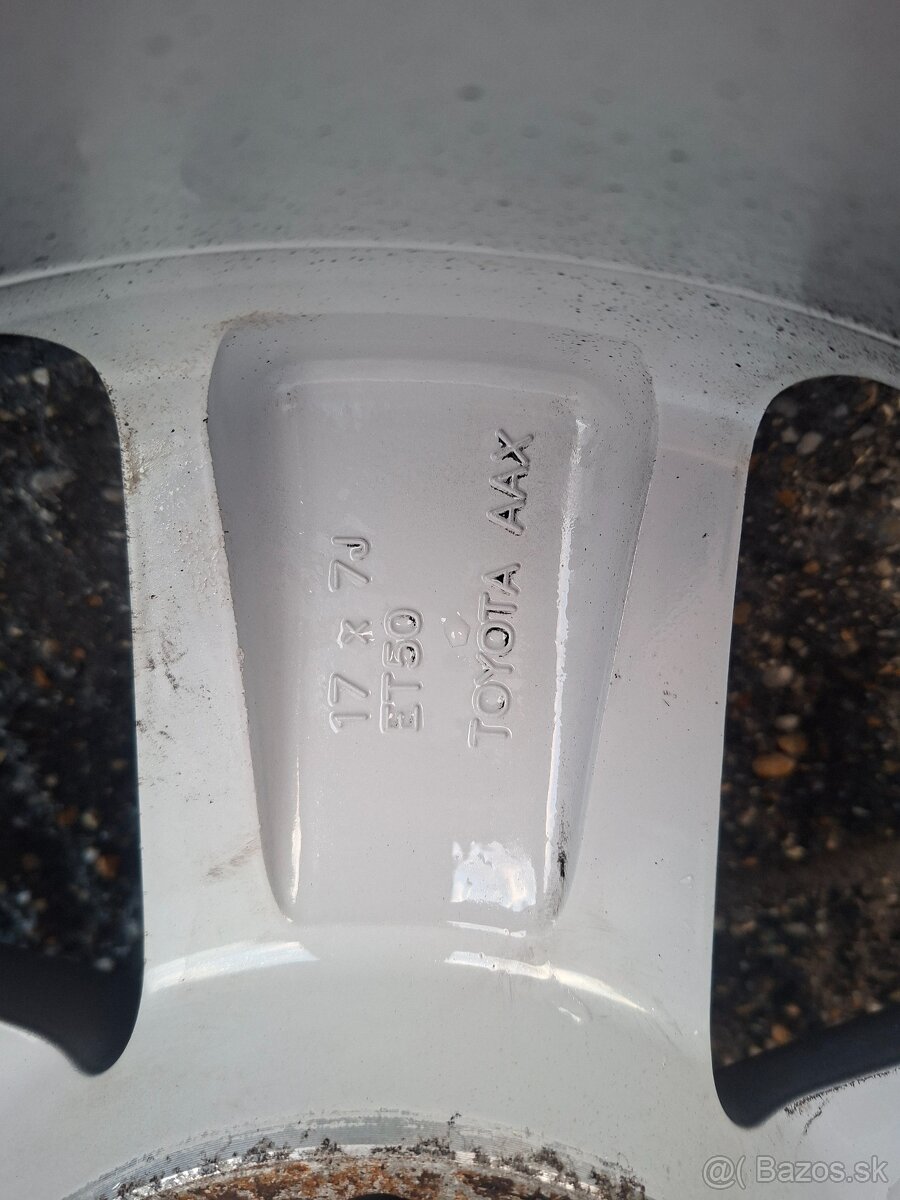 17 x 7J
ET50
TOYOTA AAX
@( Bazos.sk